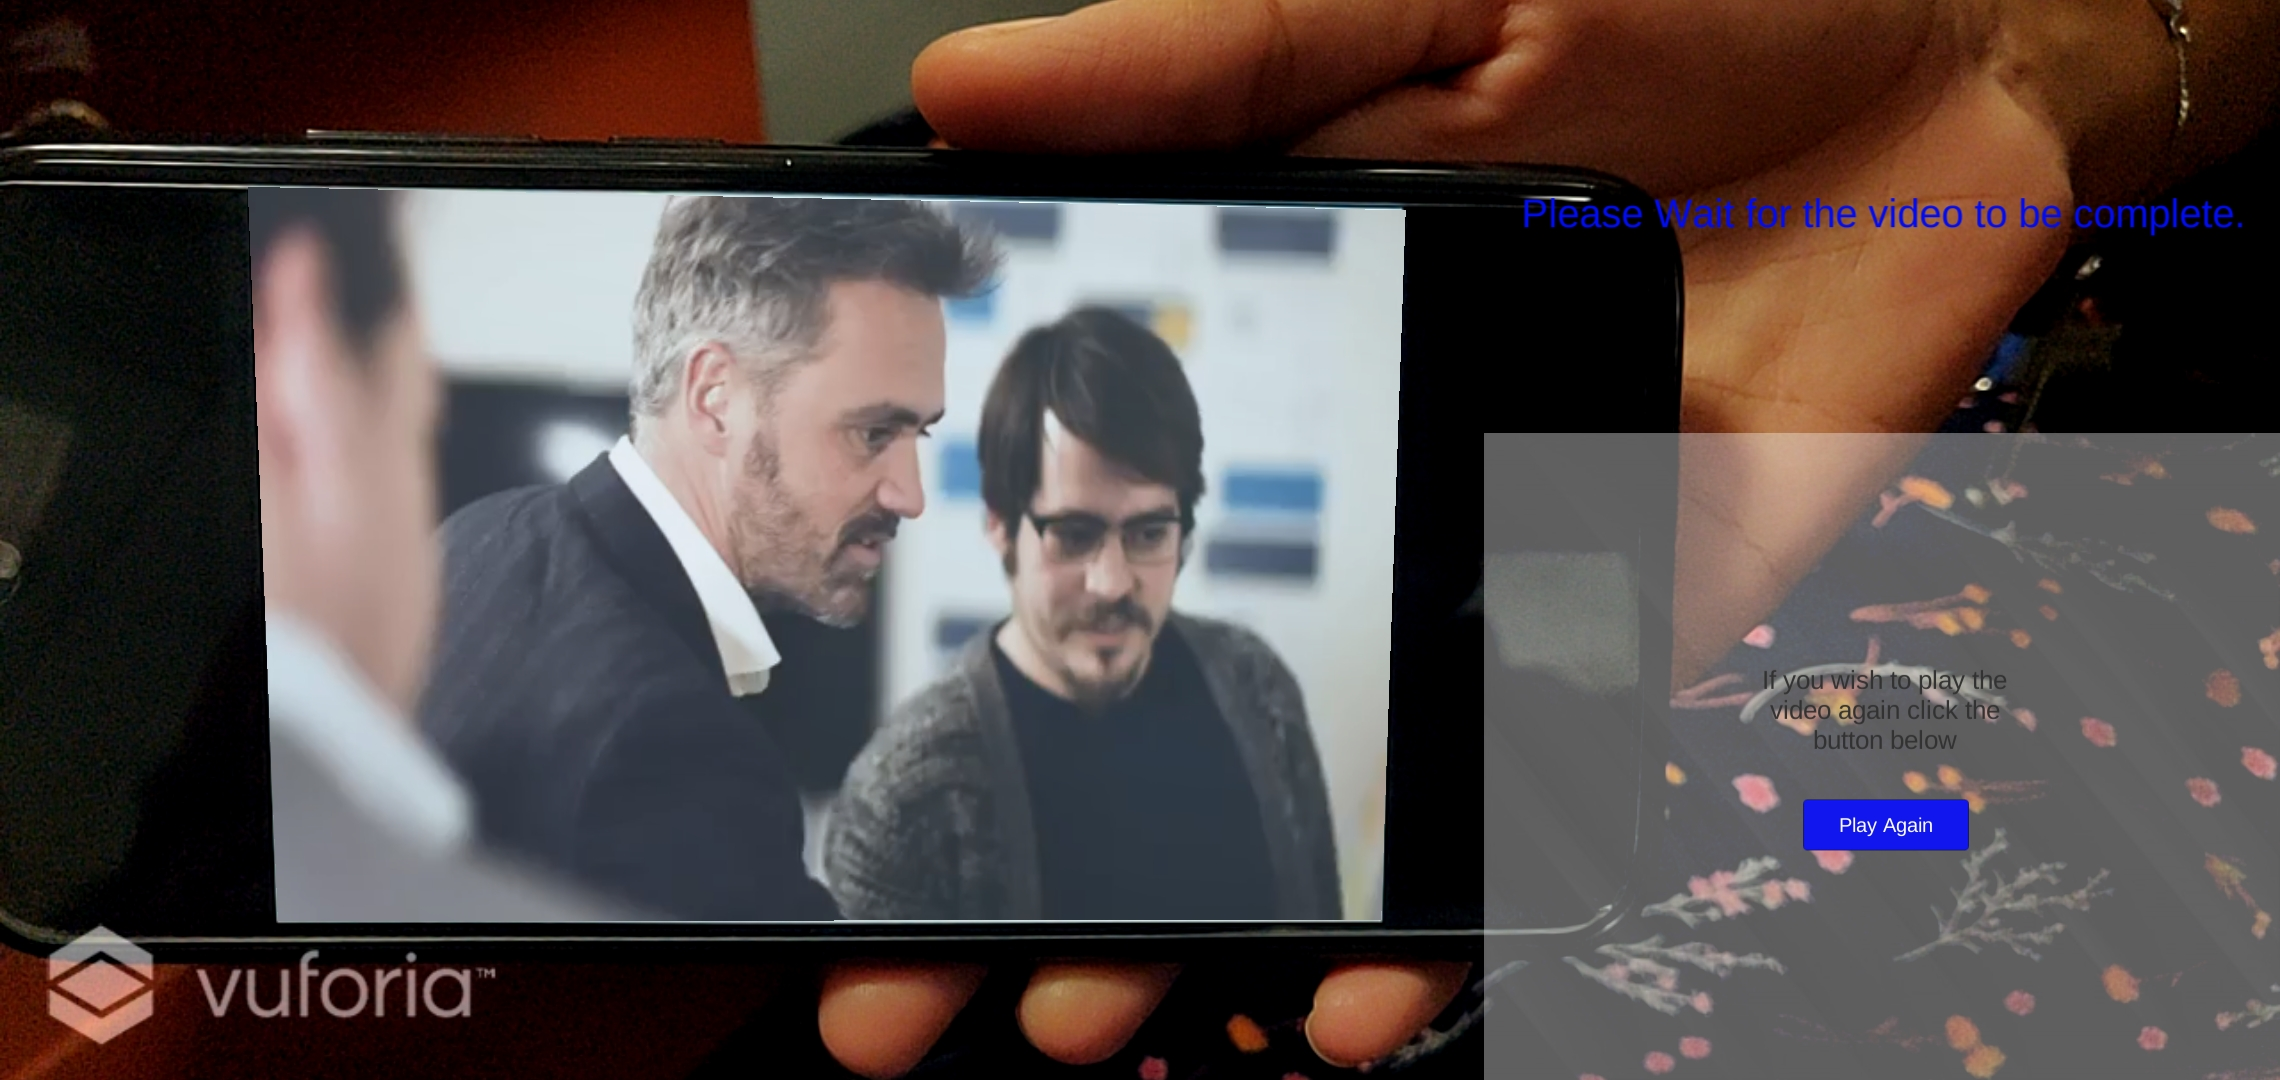 Please Wait for the video to be complete.
If you wish to play the
video again click the
button below
Play Again
vuforia™